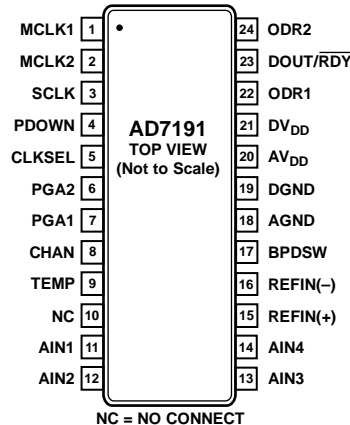 MCLK1 1
MCLK2 2
SCLK 3
PDOWN 4
CLKSEL 5
PGA2 6
PGA1 7
CHAN 8
TEMP 9
NC 10
AIN1 11
AIN2 12
AD7191
TOP VIEW
(Not to Scale)
24 ODR2
23 DOUT/RDY
22 ODR1
21 DVDD
20 AVDD
19 DGND
18 AGND
17 BPDSW
16 REFIN(–)
15 REFIN(+)
14 AIN4
13 AIN3
NC = NO CONNECT